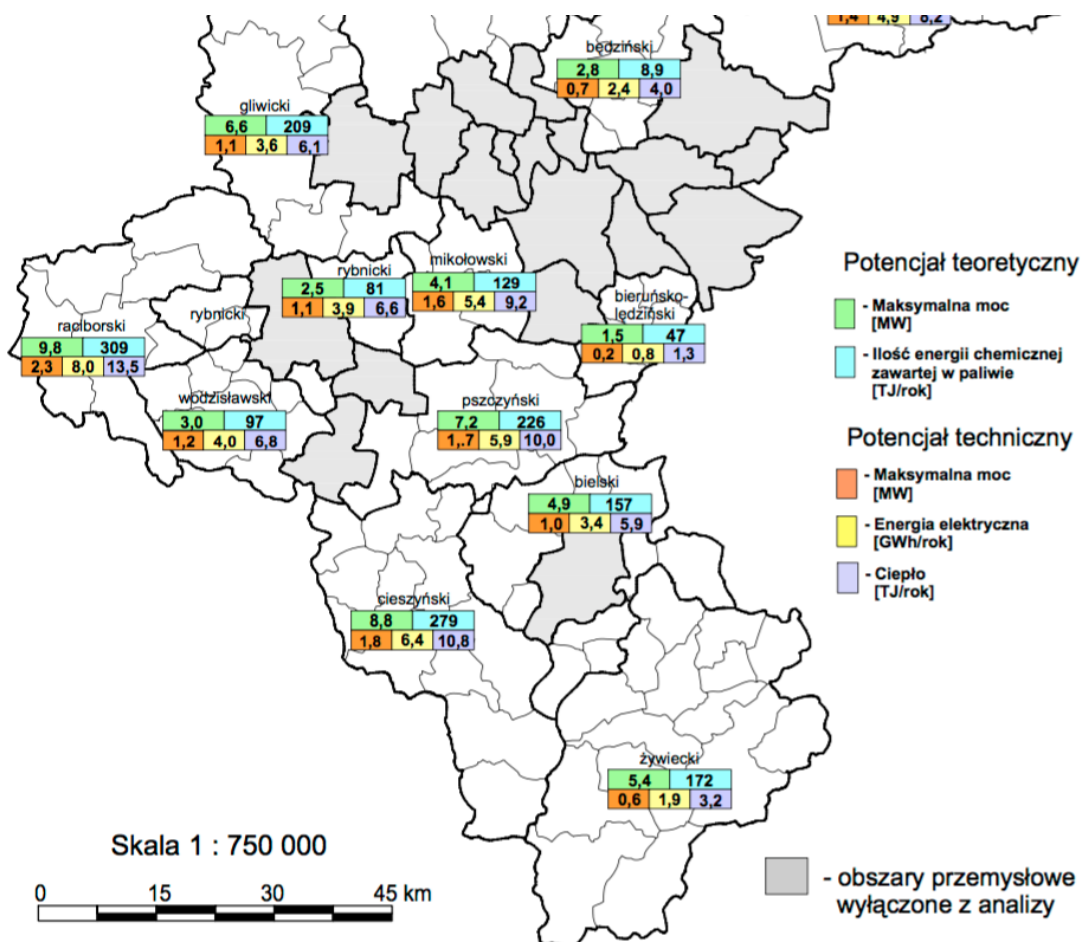 1,4 4,9 8,2
będziński
2,8 8,9
0,7 2,4 4,0
gliwicki
6,6 209
1,1 3,6 6,1
rybnicki
2,5 81
1,1 3,9 6,6
mikołowski
4,1 129
1,6 5,4 9,2
bieruńsko-
lędziński
1,5 47
0,2 0,8 1,3
rybnicki
raciborski
9,8 309
2,3 8,0 13,5
wodzisławski
3,0 97
1,2 4,0 6,8
pszczyński
7,2 226
1,.7 5,9 10,0
bielski
4,9 157
1,0 3,4 5,9
cieszyński
8,8 279
1,8 6,4 10,8
żywiecki
5,4 172
0,6 1,9 3,2
Potencjał teoretyczny
- Maksymalna moc
[MW]
- Ilość energii chemicznej
zawartej w paliwie
[TJ/rok]
Potencjał techniczny
- Maksymalna moc
[MW]
- Energia elektryczna
[GWh/rok]
- Ciepło
[TJ/rok]
Skala 1 : 750 000
0 15 30 45 km
- obszary przemysłowe
wyłączone z analizy